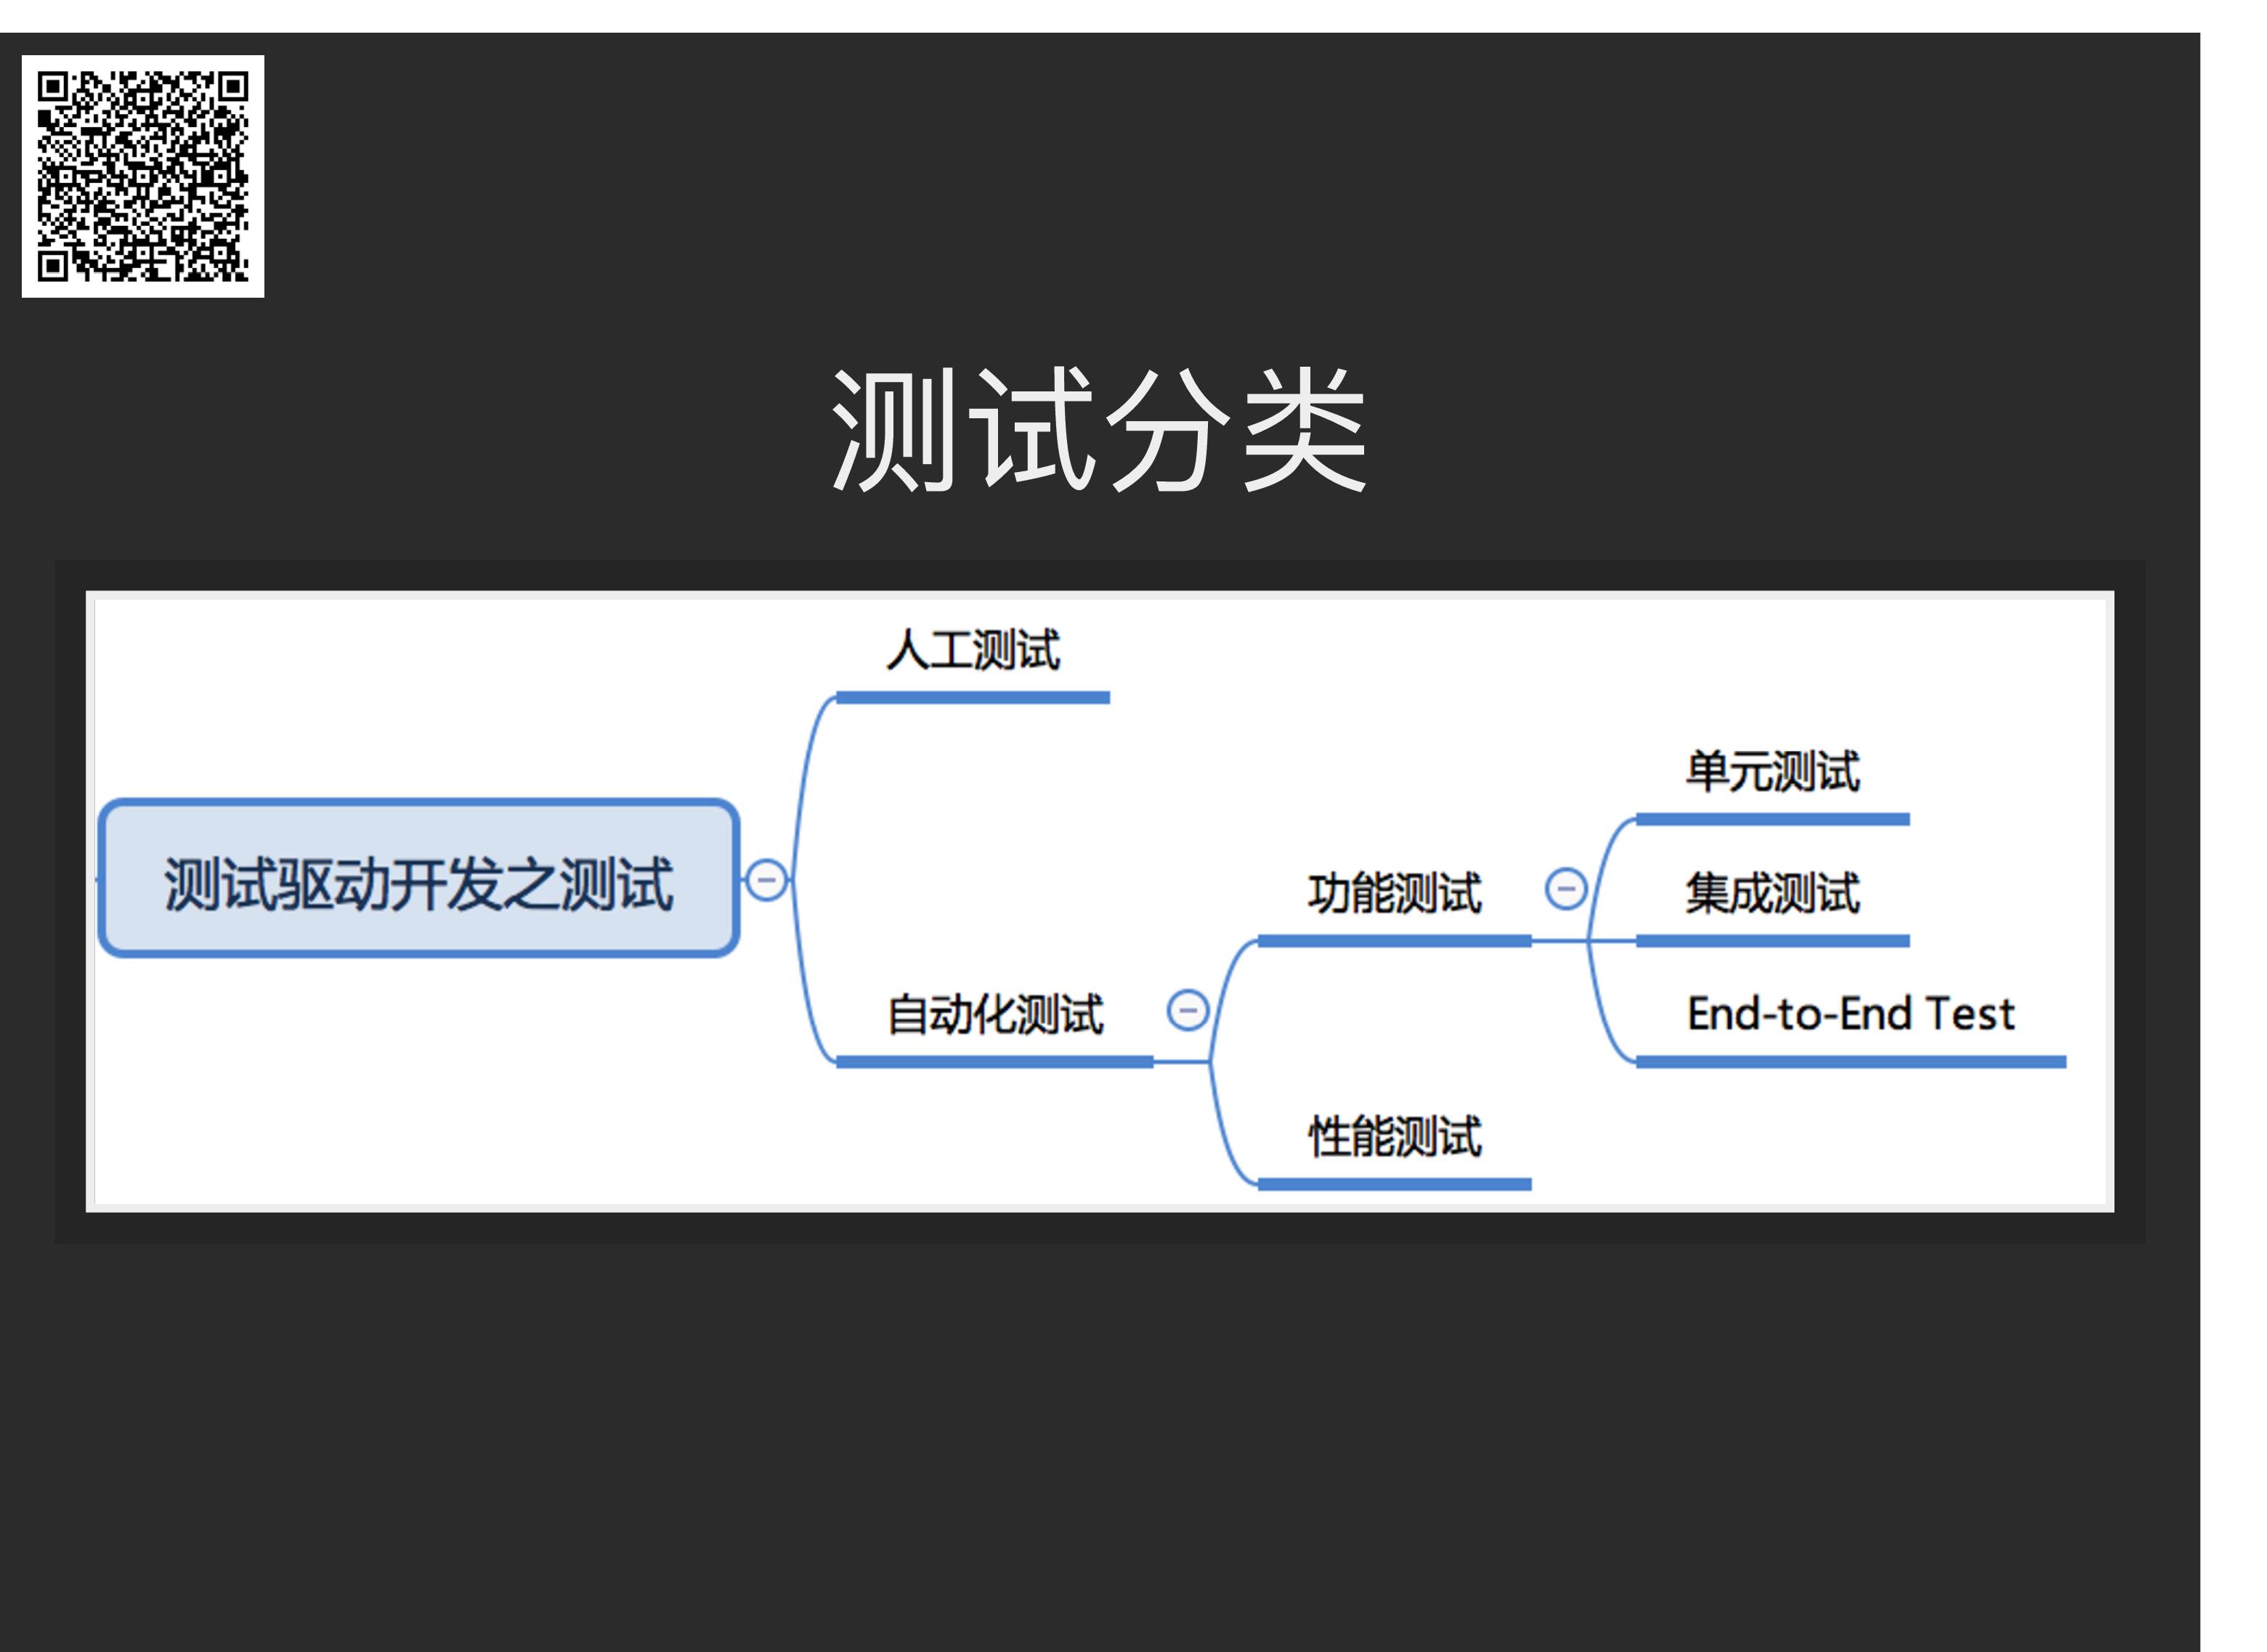 测试分类
人工测试
单元测试
测试驱动开发之测试
功能测试
集成测试
自动化测试
End-to-End Test
性能测试